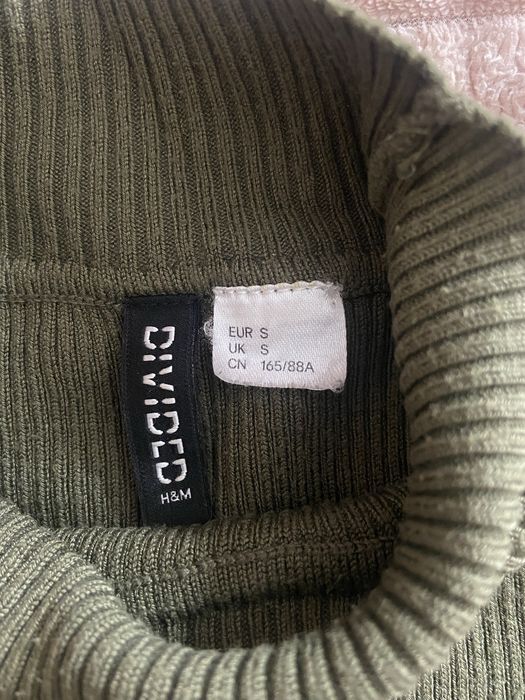 DIVIDED
H&M
EUR S
UK S
CN 165/88A